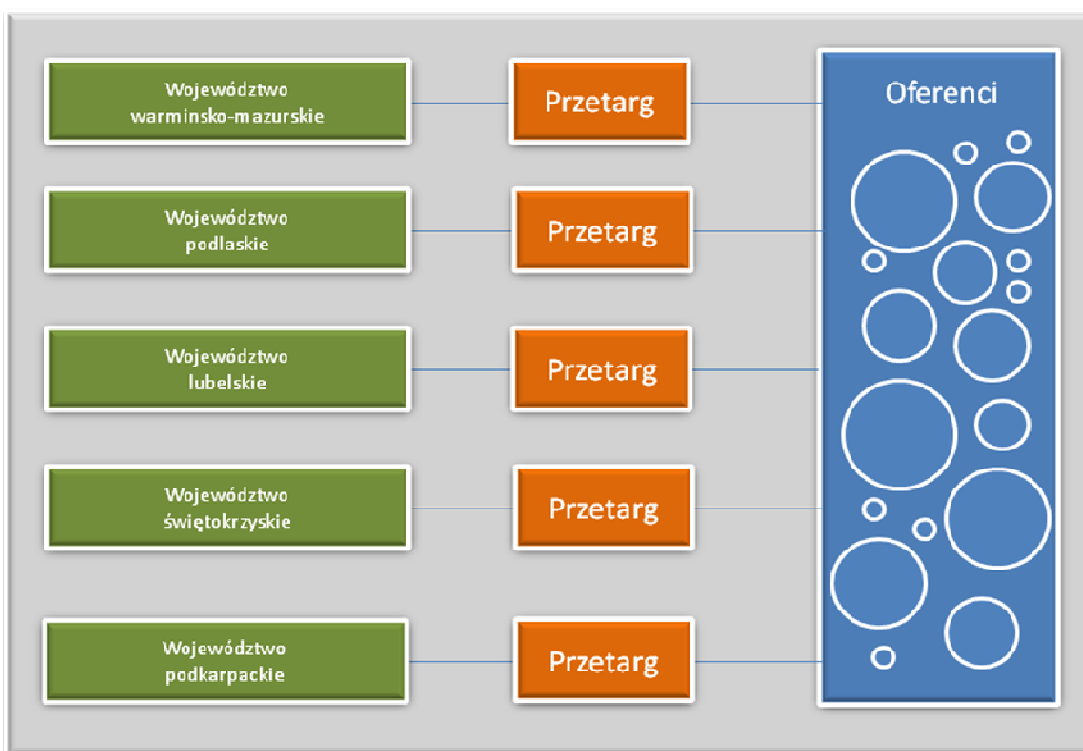 Województwo
warminsko-mazurskie
Przetarg
Oferenci
Województwo
podlaskie
Przetarg
Województwo
lubelskie
Przetarg
Województwo
świętokrzyskie
Przetarg
Województwo
podkarpackie
Przetarg